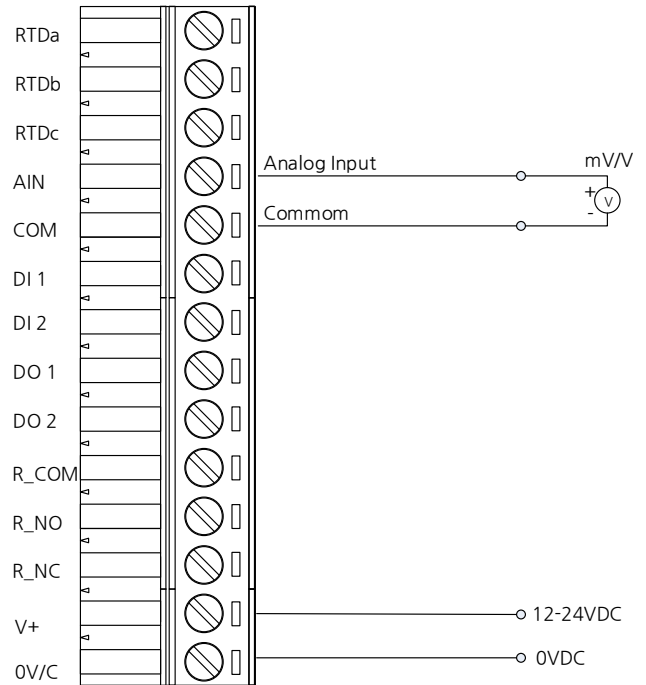 RTDa
RTDb
RTDc
AIN
COM
DI 1
DI 2
DO 1
DO 2
R_COM
R_NO
R_NC
V+
0V/C
Analog Input
mV/V
+
V
-
Commom
12-24VDC
0VDC